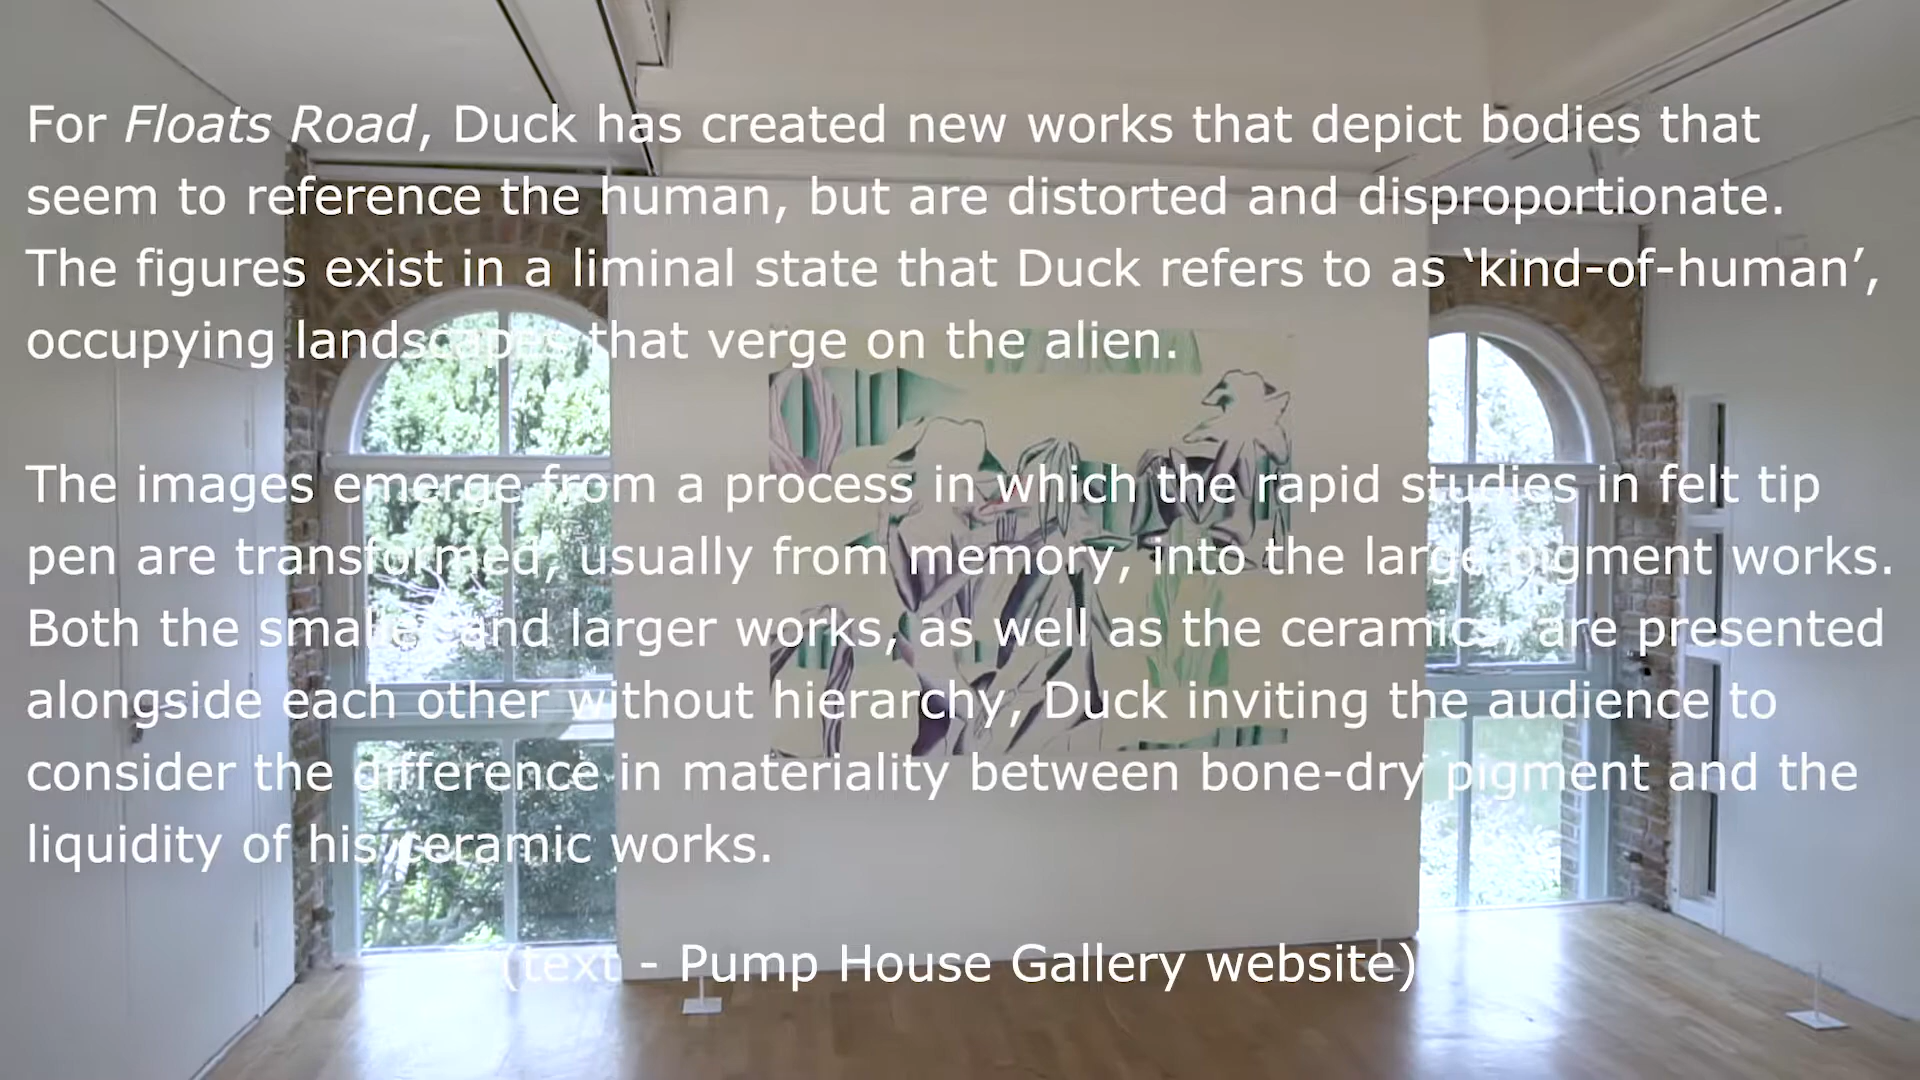 For Floats Road, Duck has created new works that depict bodies that
seem to reference the human, but are distorted and disproportionate.
The figures exist in a liminal state that Duck refers to as ‘kind-of-human’,
occupying landscapes that verge on the alien.
The images emerge from a process in which the rapid studies in felt tip
pen are transformed, usually from memory, into the large pigment works.
Both the smaller and larger works, as well as the ceramics, are presented
alongside each other without hierarchy, Duck inviting the audience to
consider the difference in materiality between bone-dry pigment and the
liquidity of his ceramic works.
(text - Pump House Gallery website)